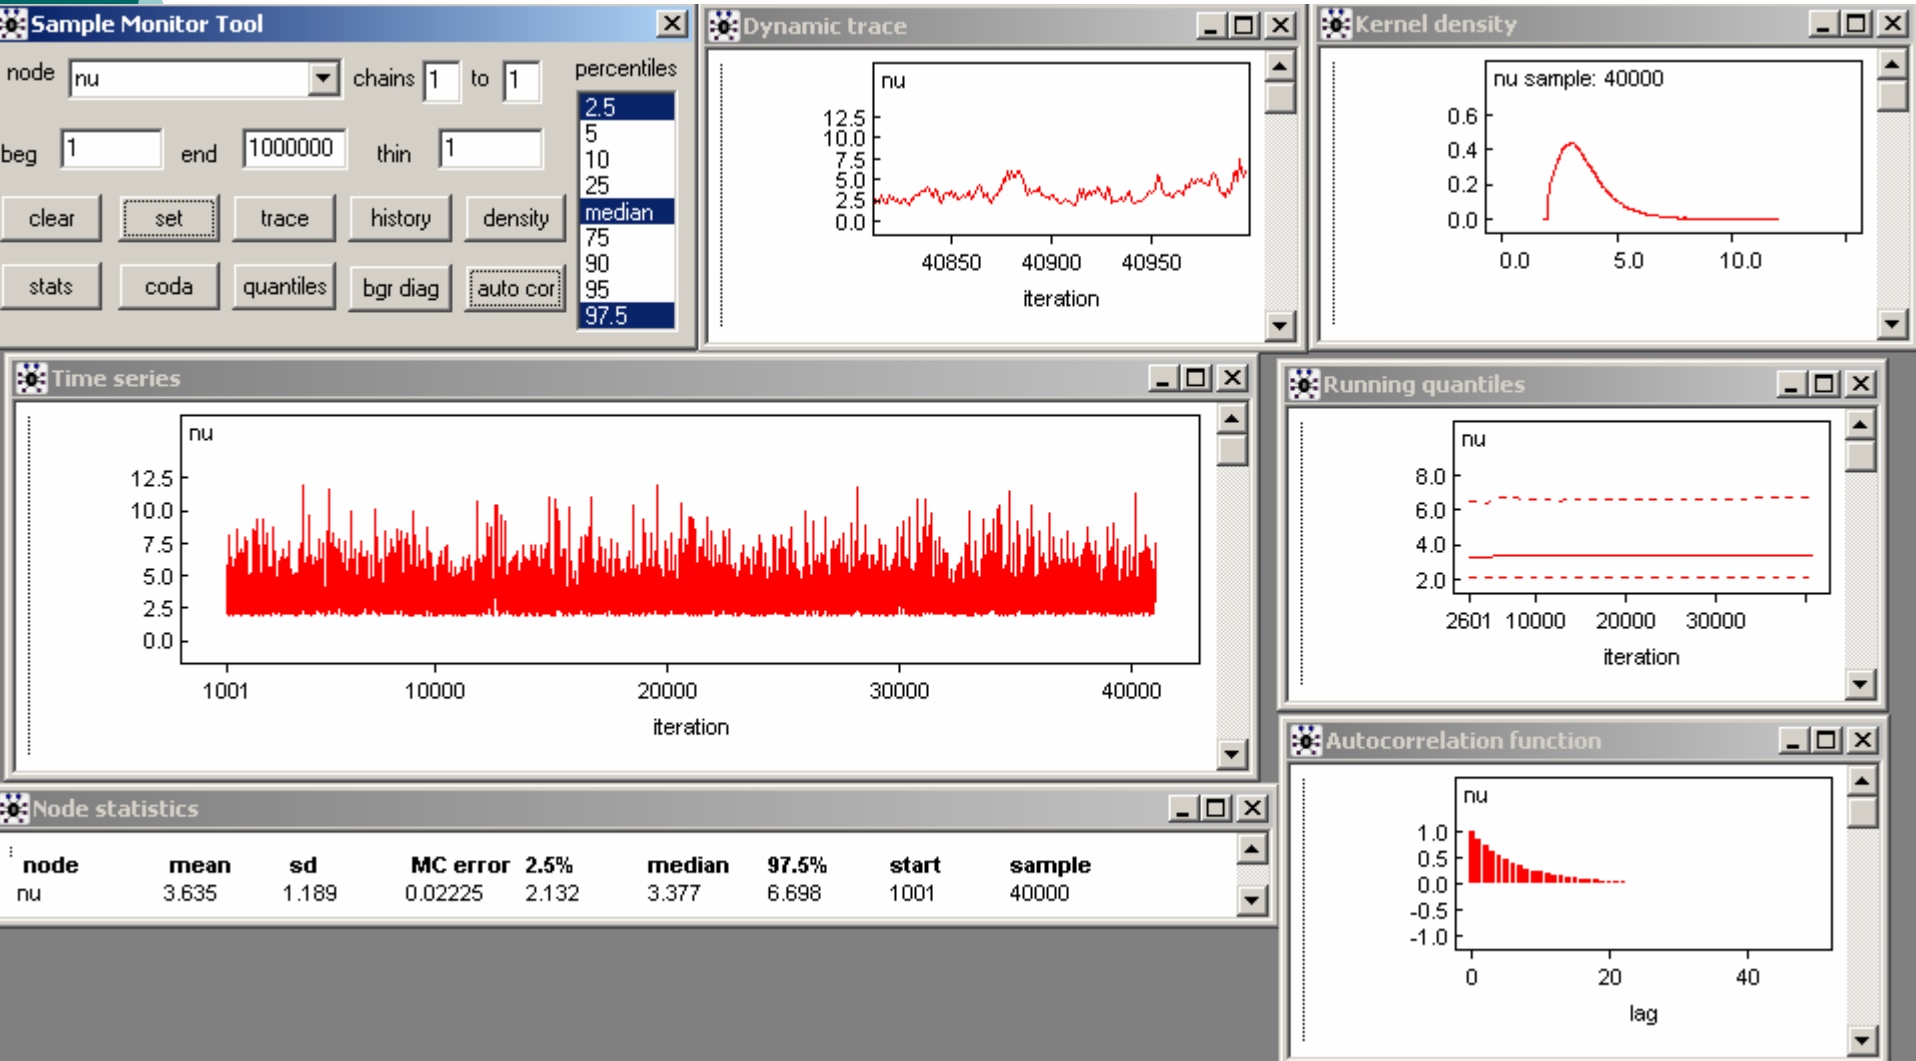 Sample Monitor Tool
node nu chains 1 to 1 percentiles
beg 1 end 1000000 thin 1
2.5
5
10
25
median
75
90
95
97.5
clear set trace history density
stats coda quantiles bgr diag auto cor
Dynamic trace
nu
12.5
10.0
7.5
5.0
2.5
0.0
40850 40900 40950
iteration
Kernel density
nu sample: 40000
0.6
0.4
0.2
0.0
0.0 5.0 10.0
Time series
nu
12.5
10.0
7.5
5.0
2.5
0.0
1001 10000 20000 30000 40000
iteration
Running quantiles
nu
8.0
6.0
4.0
2.0
2601 10000 20000 30000
iteration
Node statistics
node mean sd MC error 2.5% median 97.5% start sample
nu 3.635 1.189 0.02225 2.132 3.377 6.698 1001 40000
Autocorrelation function
nu
1.0
0.5
0.0
-0.5
-1.0
0 20 40
lag